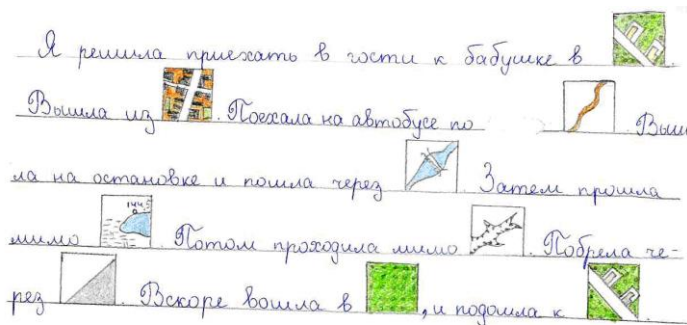 Я решила приехать в гости к бабушке в .
Вышла из . Поехала на автобусе по . Выш
ла на остановке и пошла через . Затем прошла
мимо 144 . Потом проходила мимо . Побрела че-
рез . Вскоре вошла в , и подошла к .